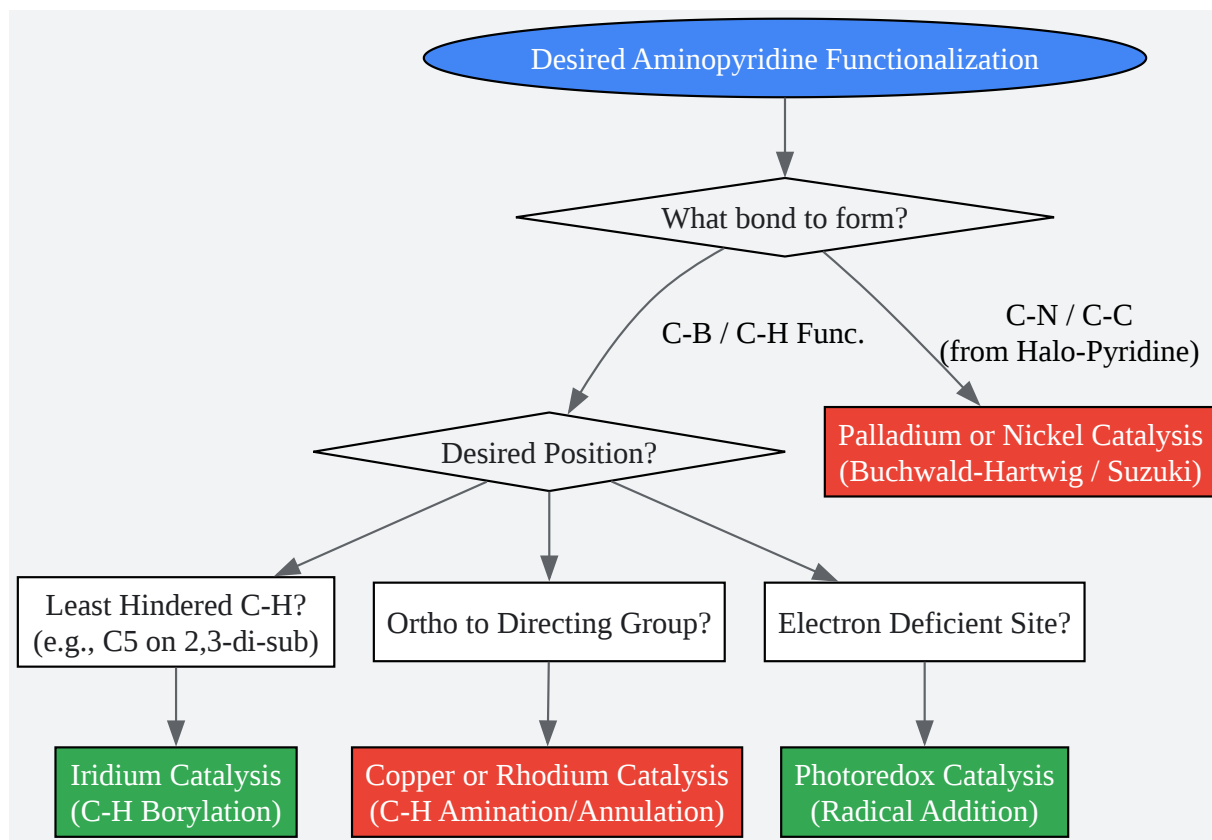 Desired Aminopyridine Functionalization
What bond to form?
C-B / C-H Func.
C-N / C-C
(from Halo-Pyridine)
Palladium or Nickel Catalysis
(Buchwald-Hartwig / Suzuki)
Desired Position?
Least Hindered C-H?
(e.g., C5 on 2,3-di-sub)
Ortho to Directing Group?
Electron Deficient Site?
Iridium Catalysis
(C-H Borylation)
Copper or Rhodium Catalysis
(C-H Amination/Annulation)
Photoredox Catalysis
(Radical Addition)